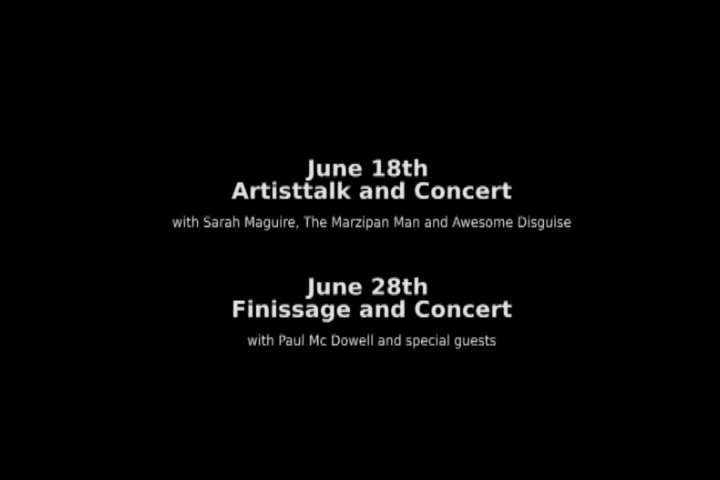 June 18th
Artisttalk and Concert
with Sarah Maguire, The Marzipan Man and Awesome Disguise
June 28th
Finissage and Concert
with Paul Mc Dowell and special guests